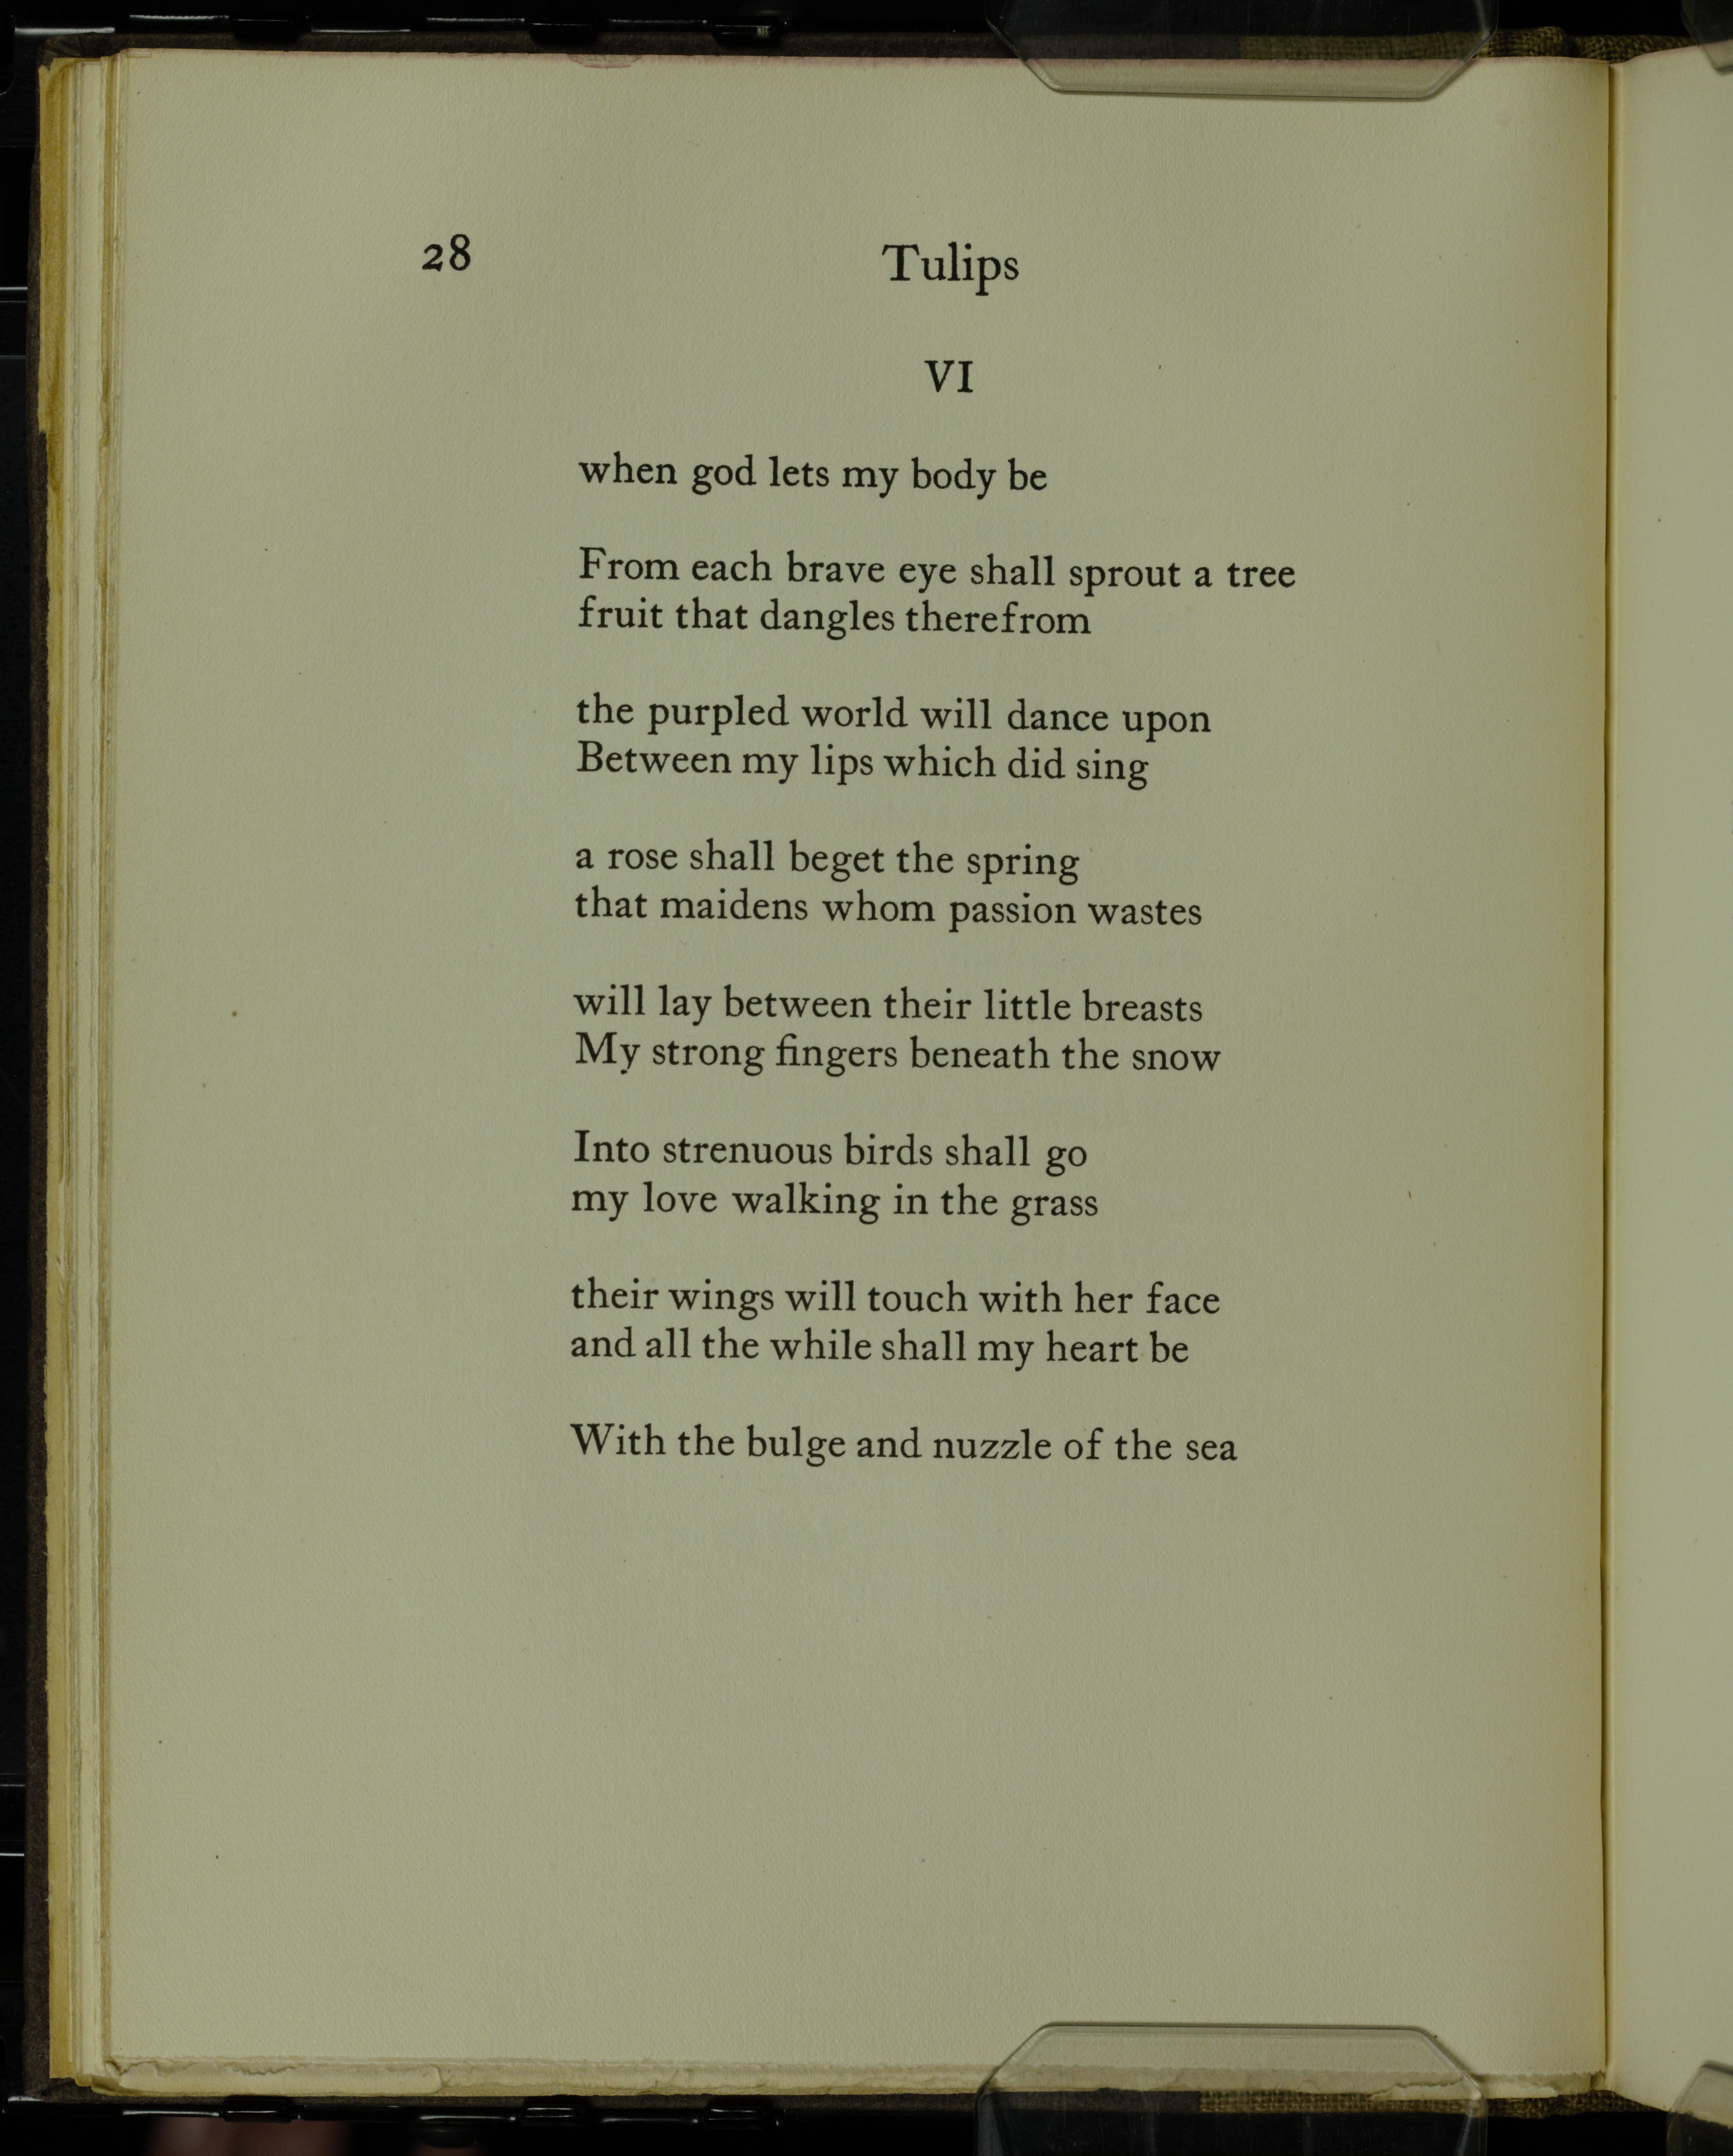 28
Tulips
VI
when god lets my body be
From each brave eye shall sprout a tree
fruit that dangles therefrom
the purpled world will dance upon
Between my lips which did sing
a rose shall beget the spring
that maidens whom passion wastes
will lay between their little breasts
My strong fingers beneath the snow
Into strenuous birds shall go
my love walking in the grass
their wings will touch with her face
and all the while shall my heart be
With the bulge and nuzzle of the sea